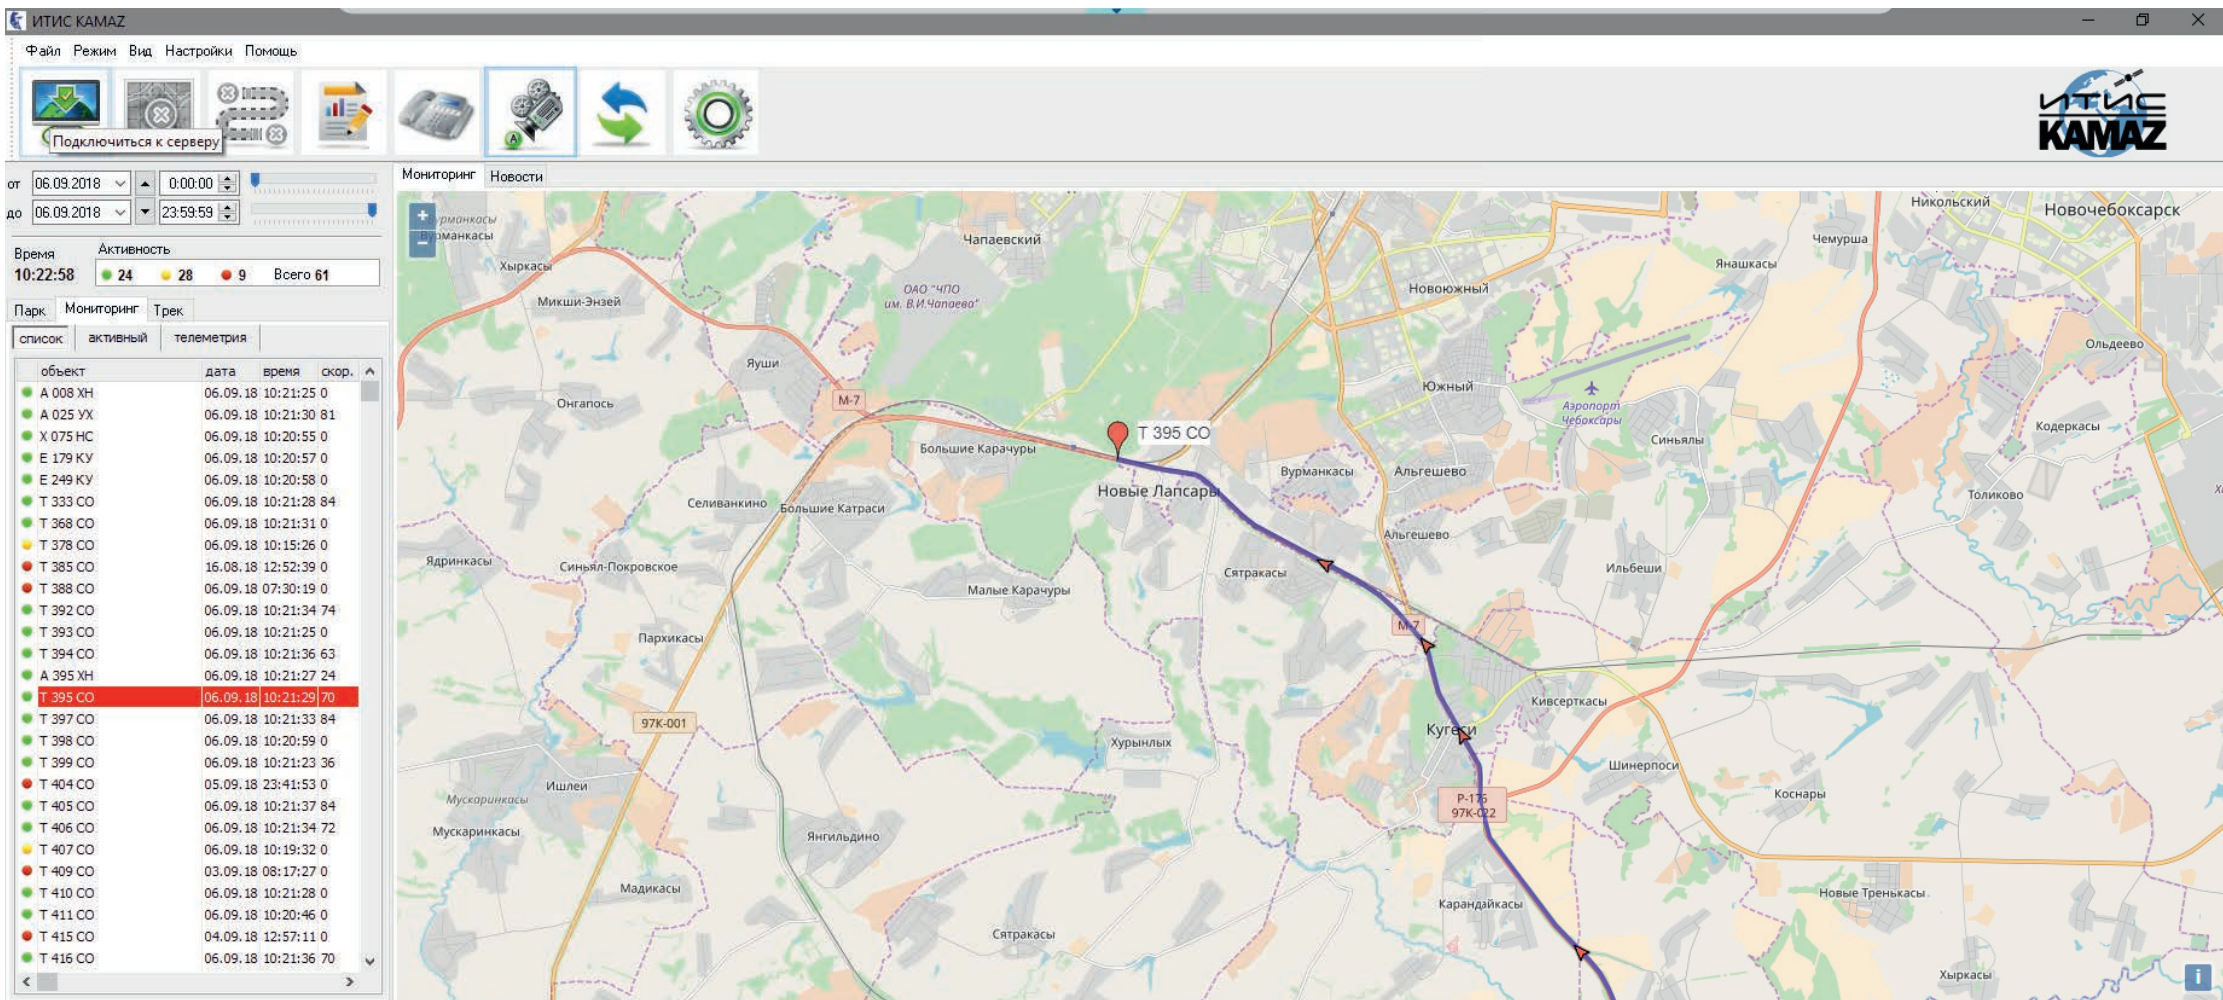 ИТИС KAMAZ
Файл Режим Вид Настройки Помощь
Подключиться к серверу
ИТИС
KAMAZ
от 06.09.2018 0:00:00
до 06.09.2018 23:59:59
Время
10:22:58
Активность
24 28 9 Всего 61
Парк Мониторинг Трек
список активный телеметрия
объект дата время скор.
А 008 ХН 06.09.18 10:21:25 0
А 025 УХ 06.09.18 10:21:30 81
Х 075 НС 06.09.18 10:20:55 0
Е 179 КУ 06.09.18 10:20:57 0
Е 249 КУ 06.09.18 10:20:58 0
Т 333 СО 06.09.18 10:21:28 84
Т 368 СО 06.09.18 10:21:31 0
Т 378 СО 06.09.18 10:15:26 0
Т 385 СО 16.08.18 12:52:39 0
Т 388 СО 06.09.18 07:30:19 0
Т 392 СО 06.09.18 10:21:34 74
Т 393 СО 06.09.18 10:21:25 0
Т 394 СО 06.09.18 10:21:36 63
А 395 ХН 06.09.18 10:21:27 24
Т 395 СО 06.09.18 10:21:29 70
Т 397 СО 06.09.18 10:21:33 84
Т 398 СО 06.09.18 10:20:59 0
Т 399 СО 06.09.18 10:21:23 36
Т 404 СО 05.09.18 23:41:53 0
Т 405 СО 06.09.18 10:21:37 84
Т 406 СО 06.09.18 10:21:34 72
Т 407 СО 06.09.18 10:19:32 0
Т 409 СО 03.09.18 08:17:27 0
Т 410 СО 06.09.18 10:21:28 0
Т 411 СО 06.09.18 10:20:46 0
Т 415 СО 04.09.18 12:57:11 0
Т 416 СО 06.09.18 10:21:36 70
Мониторинг Новости
Никольский
Новочебоксарск
Чапаевский
Чемурша
Хыркасы
Янашкасы
ОАО "ЧПО
им. В.И.Чапаева"
Новоюжный
Микши-Энзей
Ольдеево
Яуши
Южный
М-7
Онгапось
Аэропорт
Чебоксары
Т 395 СО
Кодеркасы
Синьялы
Большие Карачуры
Вурманкасы
Альгешево
Новые Лапсары
Толиково
Селиванкино
Большие Катраси
Альгешево
Ядринкасы
Синьял-Покровское
Сятракасы
Ильбеши
Малые Карачуры
М-7
Пархикасы
Кивсерткасы
97К-001
Кугеси
Хурынлых
Шинерпоси
Ишлеи
Коснары
Мускаринкасы
Р-176
97К-022
Мускаринкасы
Янгильдино
Мадикасы
Новые Тренькасы
Карандайкасы
Сятракасы
Хыркасы